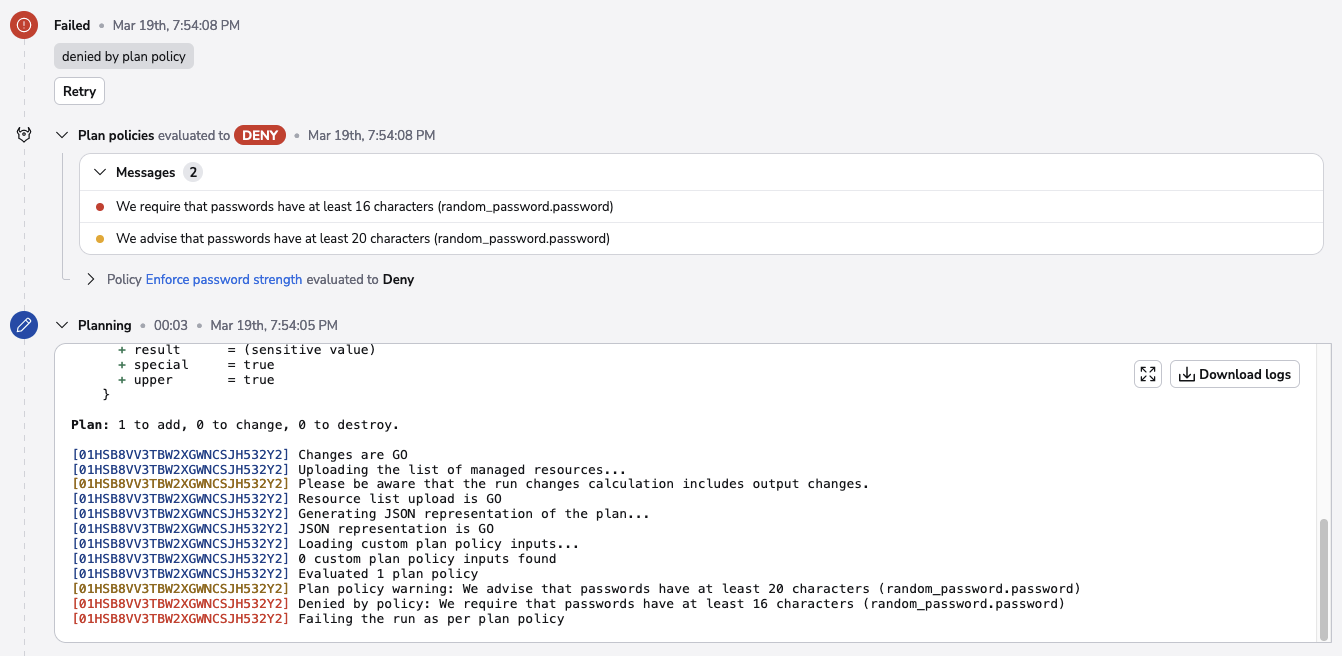 Failed • Mar 19th, 7:54:08 PM
denied by plan policy
Retry
Plan policies evaluated to DENY • Mar 19th, 7:54:08 PM
Messages 2
We require that passwords have at least 16 characters (random_password.password)
We advise that passwords have at least 20 characters (random_password.password)
Policy Enforce password strength evaluated to Deny
Planning • 00:03 • Mar 19th, 7:54:05 PM
+ result = (sensitive value)
+ special = true
+ upper = true
}
Download logs
Plan: 1 to add, 0 to change, 0 to destroy.
[01HSB8VV3TBW2XGWNCSJH532Y2] Changes are GO
[01HSB8VV3TBW2XGWNCSJH532Y2] Uploading the list of managed resources...
[01HSB8VV3TBW2XGWNCSJH532Y2] Please be aware that the run changes calculation includes output changes.
[01HSB8VV3TBW2XGWNCSJH532Y2] Resource list upload is GO
[01HSB8VV3TBW2XGWNCSJH532Y2] Generating JSON representation of the plan...
[01HSB8VV3TBW2XGWNCSJH532Y2] JSON representation is GO
[01HSB8VV3TBW2XGWNCSJH532Y2] Loading custom plan policy inputs...
[01HSB8VV3TBW2XGWNCSJH532Y2] 0 custom plan policy inputs found
[01HSB8VV3TBW2XGWNCSJH532Y2] Evaluated 1 plan policy
[01HSB8VV3TBW2XGWNCSJH532Y2] Plan policy warning: We advise that passwords have at least 20 characters (random_password.password)
[01HSB8VV3TBW2XGWNCSJH532Y2] Denied by policy: We require that passwords have at least 16 characters (random_password.password)
[01HSB8VV3TBW2XGWNCSJH532Y2] Failing the run as per plan policy